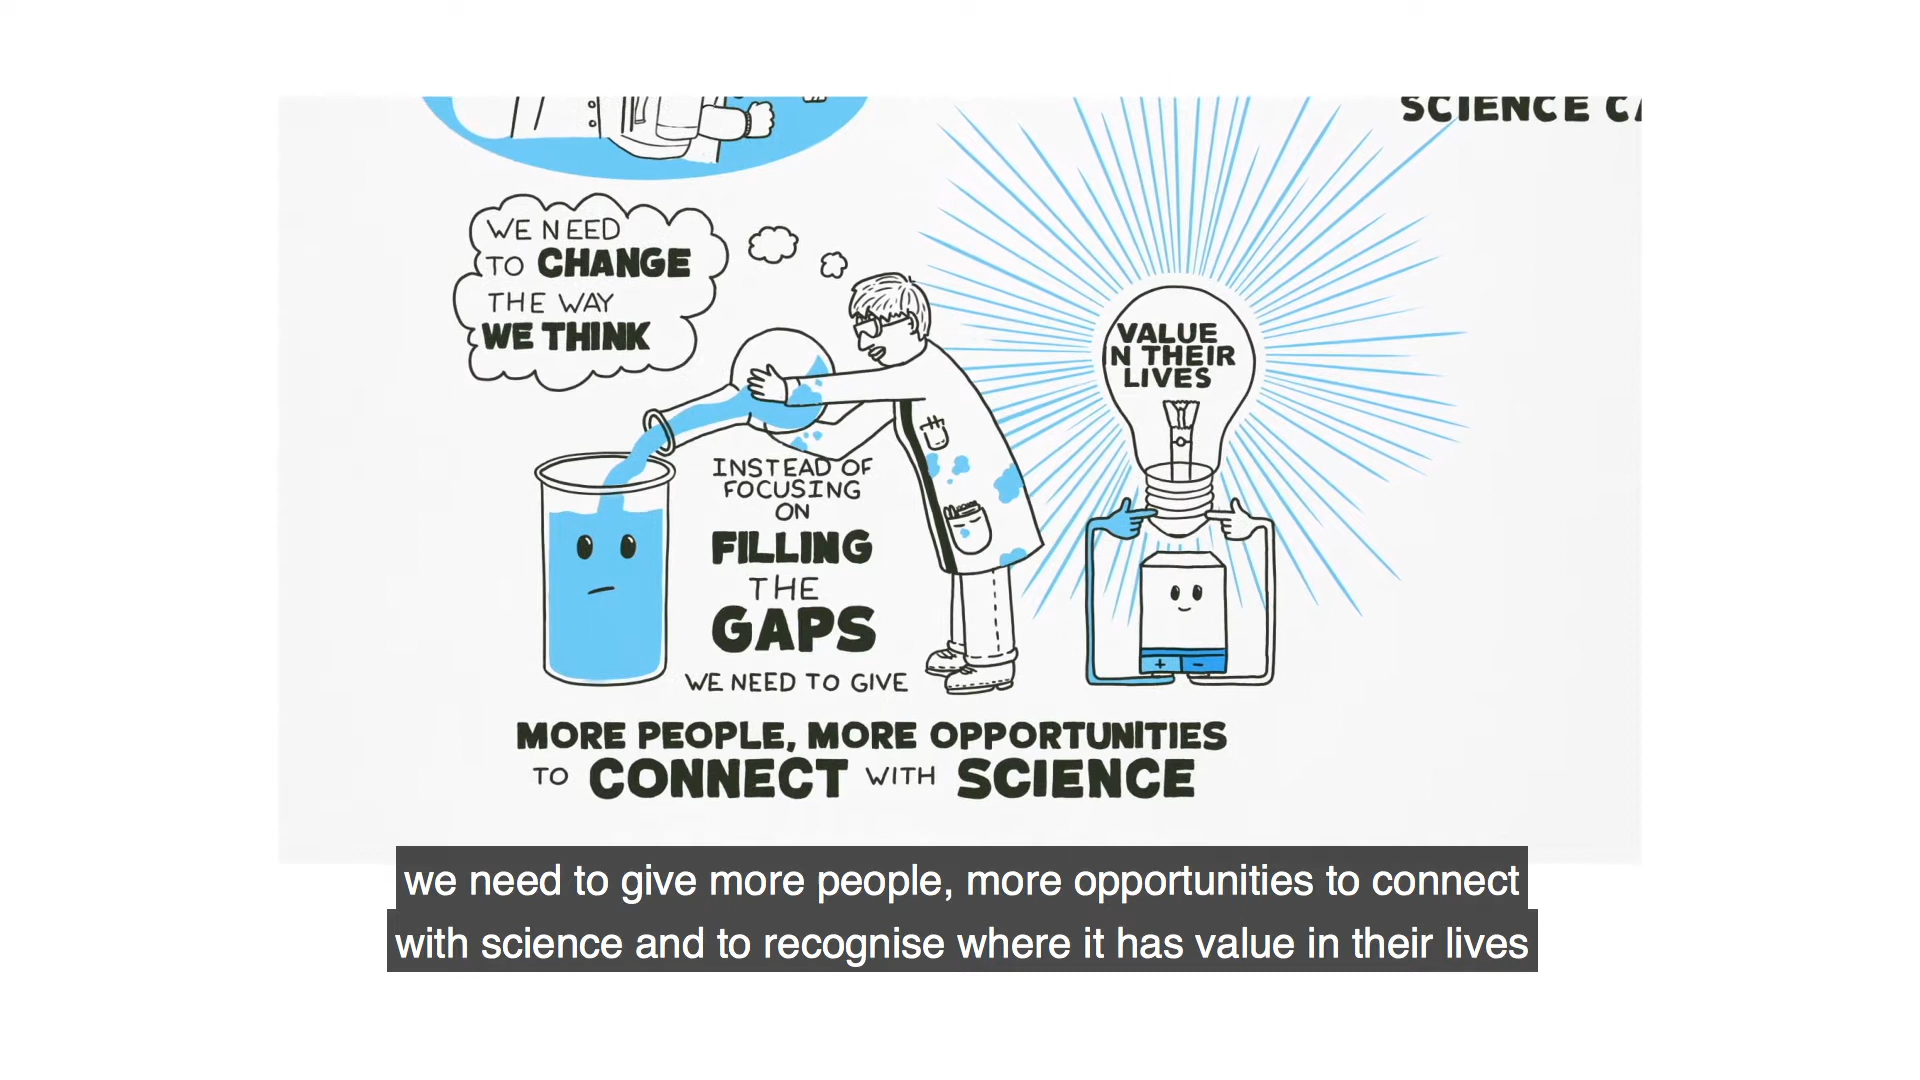 SCIENCE
WE NEED
TO CHANGE
THE WAY
WE THINK
VALUE
IN THEIR
LIVES
INSTEAD OF
FOCUSING
ON
FILLING
THE
GAPS
WE NEED TO GIVE
MORE PEOPLE, MORE OPPORTUNITIES
TO CONNECT WITH SCIENCE
+ -
we need to give more people, more opportunities to connect
with science and to recognise where it has value in their lives